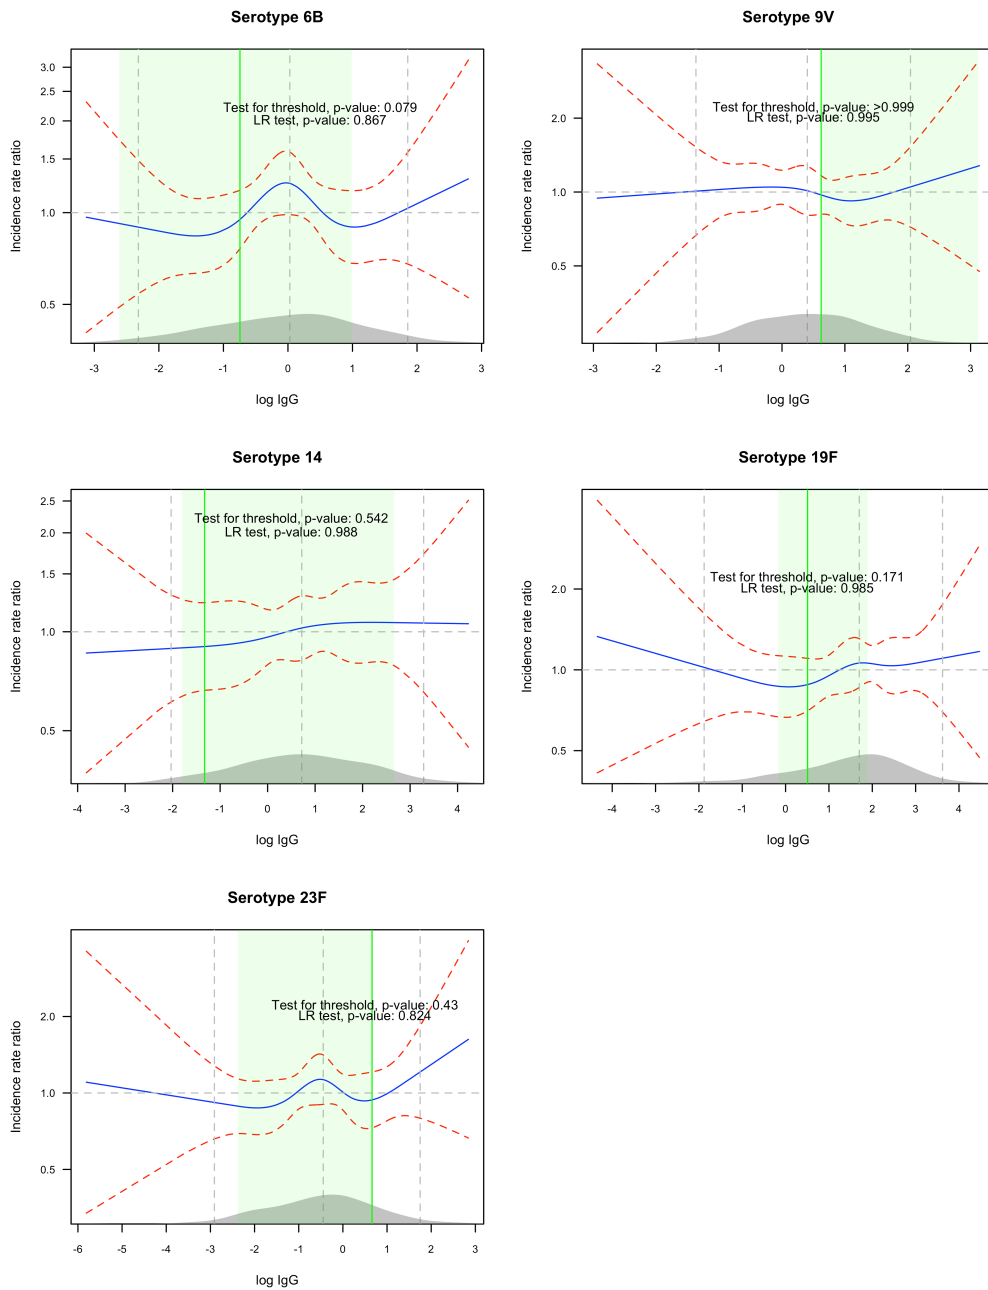 Serotype 6B
Incidence rate ratio
3.0
2.5
2.0
1.5
1.0
0.5
Test for threshold, p-value: 0.079
LR test, p-value: 0.867
-3 -2 -1 0 1 2 3
log IgG
Serotype 9V
Incidence rate ratio
2.0
1.0
0.5
Test for threshold, p-value: >0.999
LR test, p-value: 0.995
-3 -2 -1 0 1 2 3
log IgG
Serotype 14
Incidence rate ratio
2.5
2.0
1.5
1.0
0.5
Test for threshold, p-value: 0.542
LR test, p-value: 0.988
-4 -3 -2 -1 0 1 2 3 4
log IgG
Serotype 19F
Incidence rate ratio
2.0
1.0
0.5
Test for threshold, p-value: 0.171
LR test, p-value: 0.985
-4 -3 -2 -1 0 1 2 3 4
log IgG
Serotype 23F
Incidence rate ratio
2.0
1.0
0.5
Test for threshold, p-value: 0.43
LR test, p-value: 0.824
-6 -5 -4 -3 -2 -1 0 1 2 3
log IgG